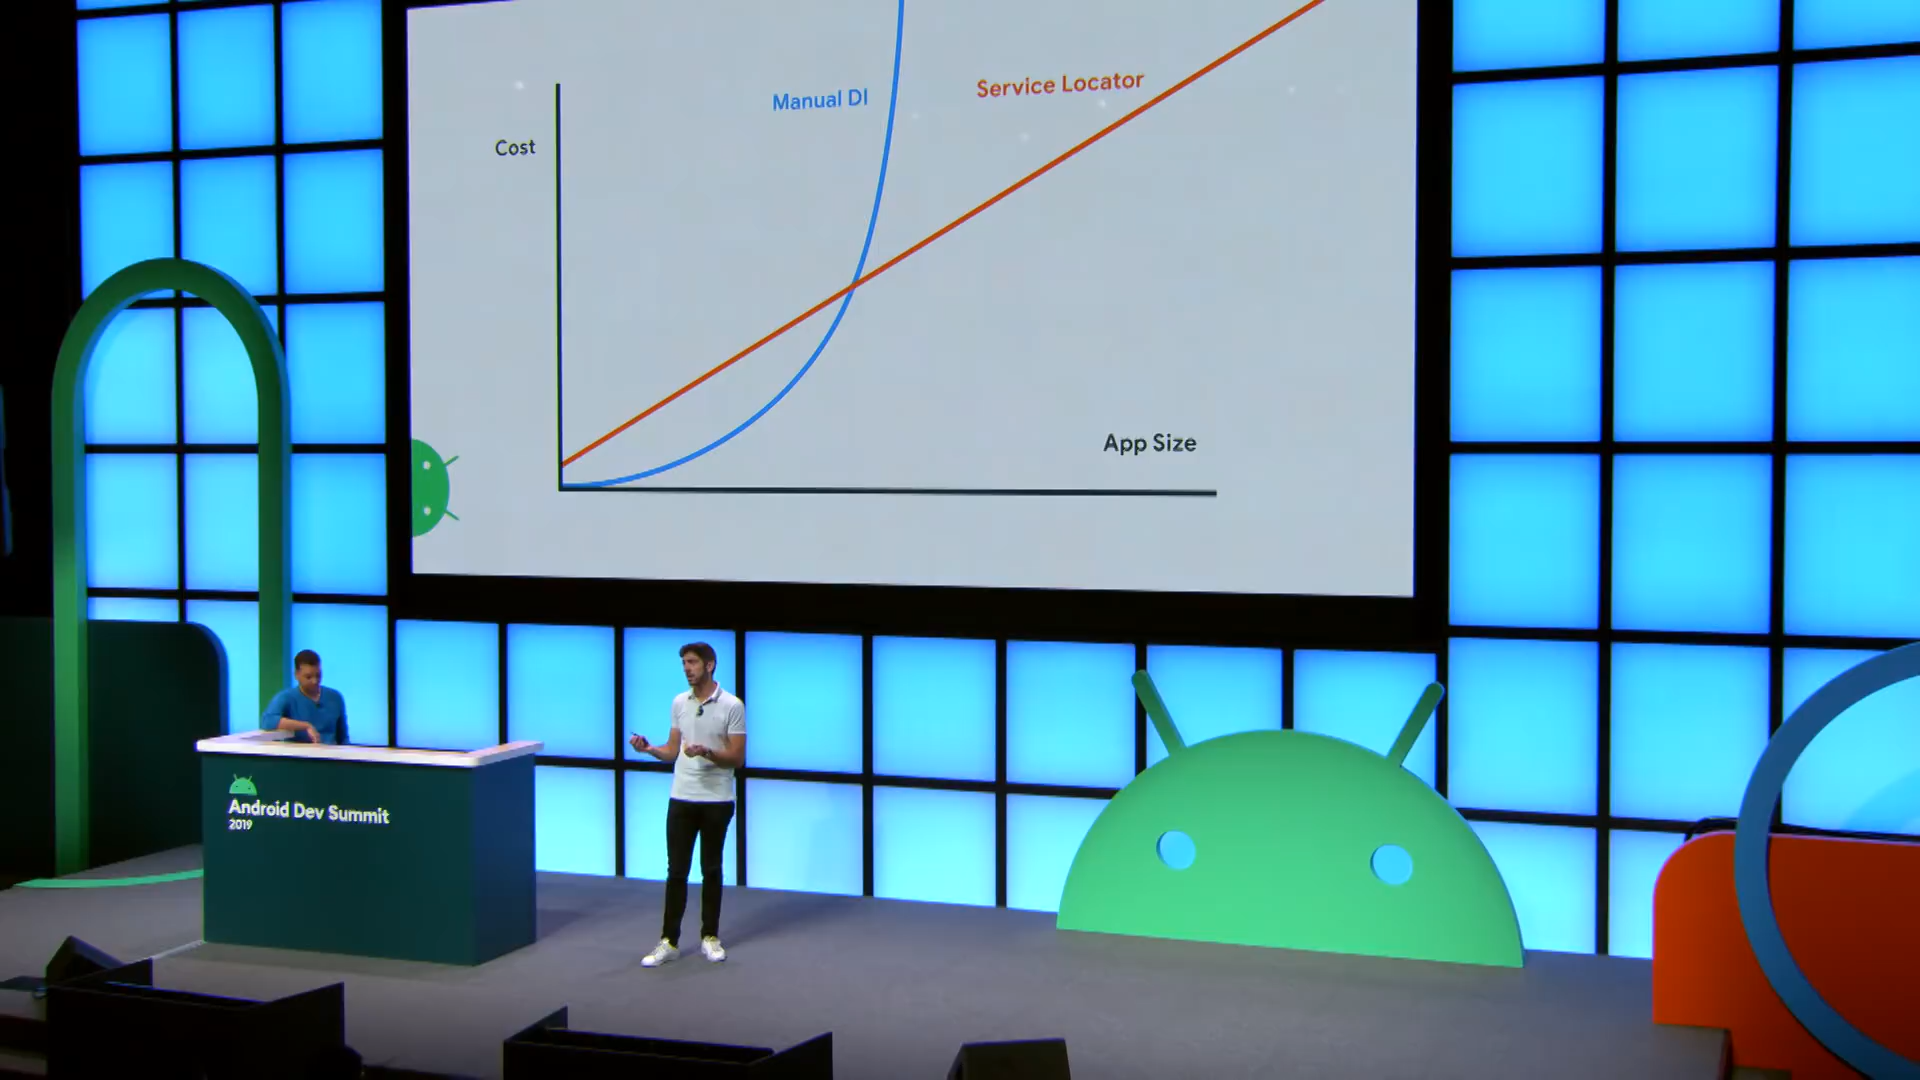 Manual DI
Service Locator
Cost
App Size
Android Dev Summit
2019